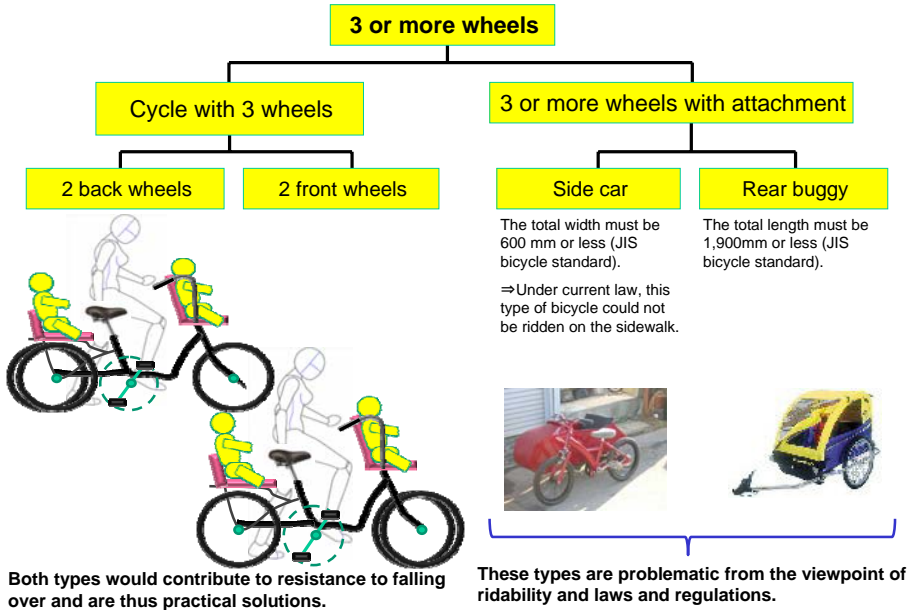 3 or more wheels
Cycle with 3 wheels
3 or more wheels with attachment
2 back wheels
2 front wheels
Side car
Rear buggy
The total width must be
600 mm or less (JIS
bicycle standard).
⇒Under current law, this
type of bicycle could not
be ridden on the sidewalk.
The total length must be
1,900mm or less (JIS
bicycle standard).
Both types would contribute to resistance to falling
over and are thus practical solutions.
These types are problematic from the viewpoint of
ridability and laws and regulations.